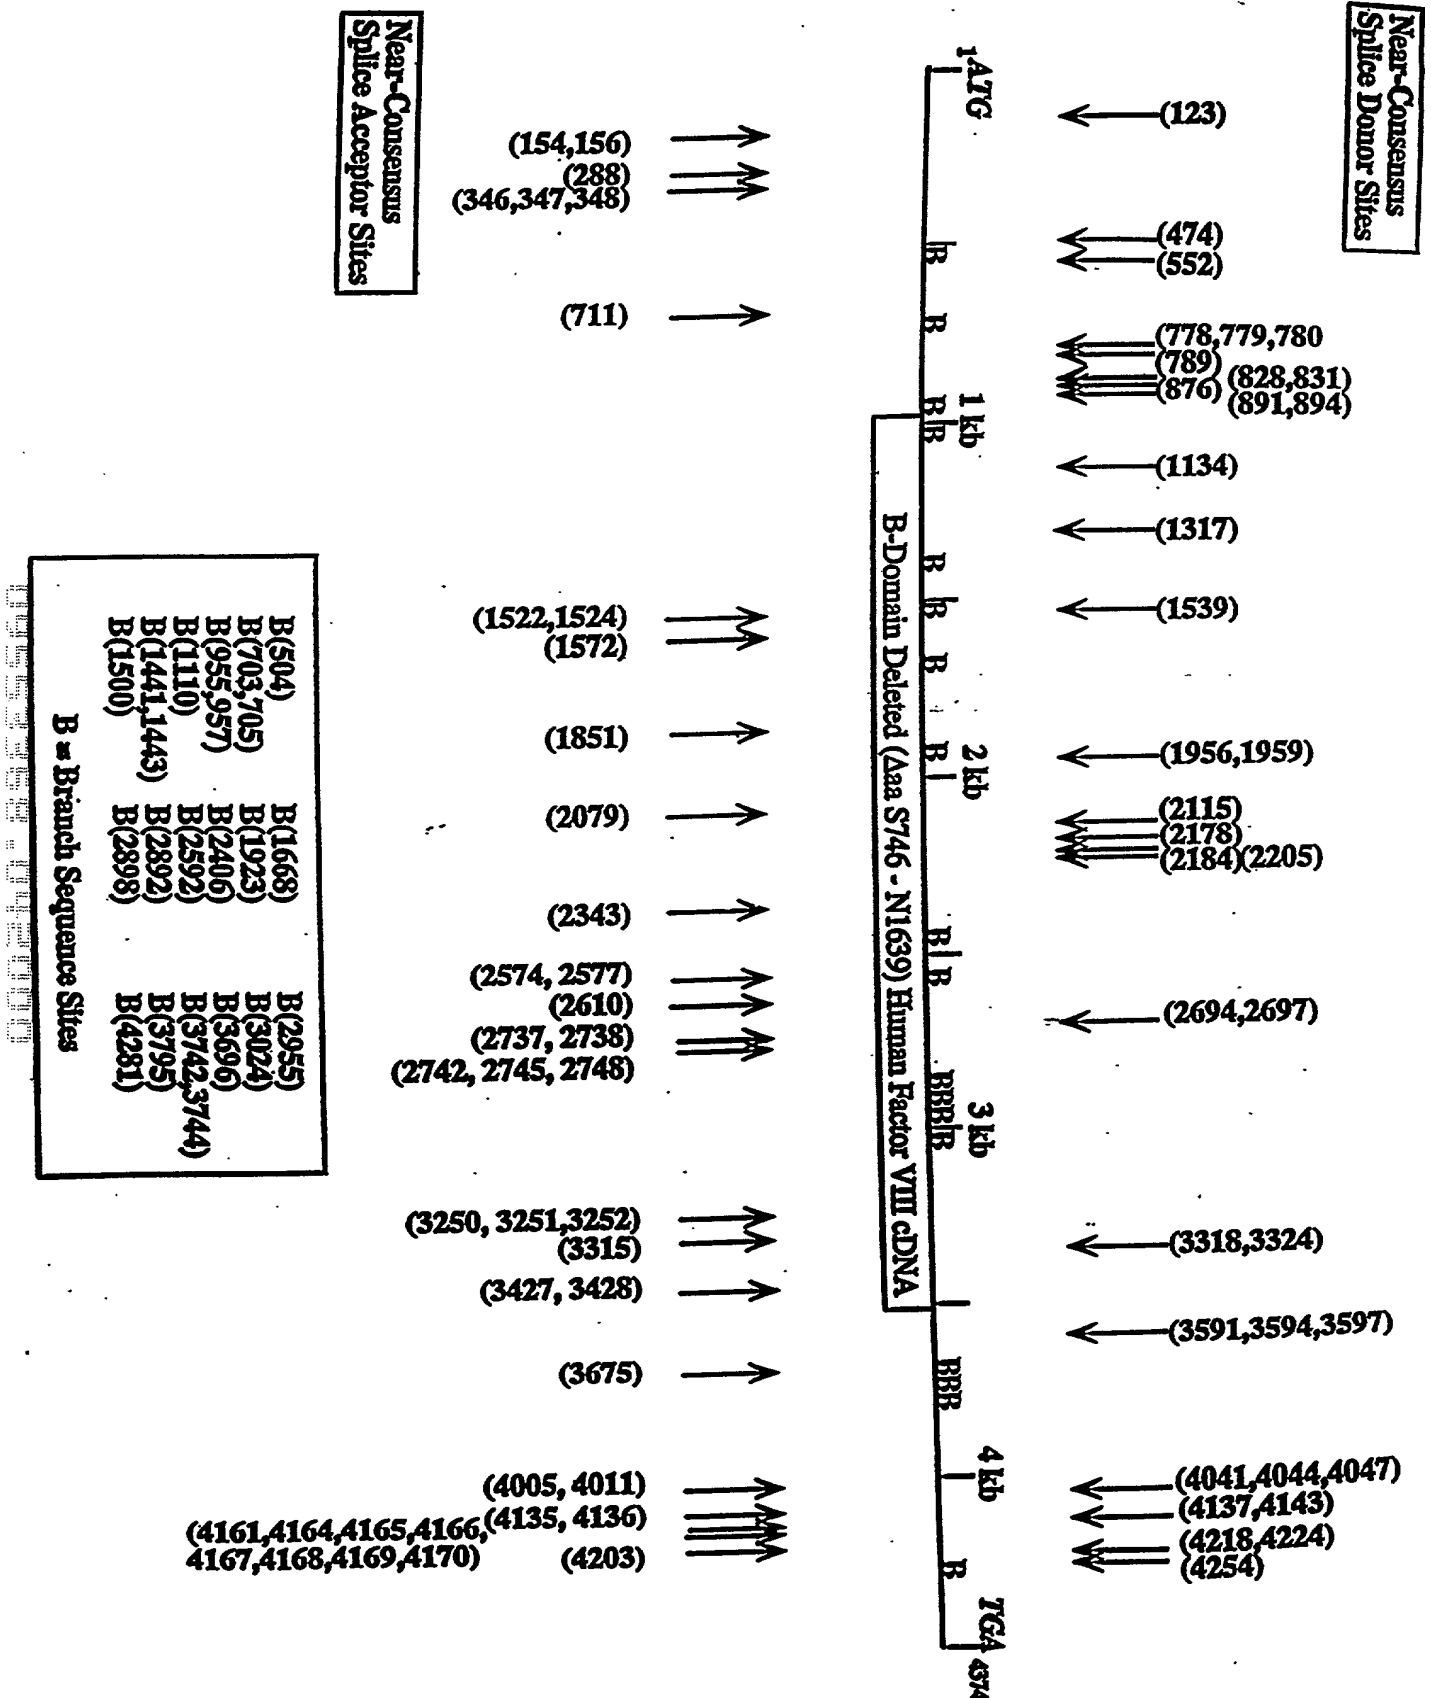 Near-Consensus
Splice Donor Sites
(123)
(474)
(552)
(778,779,780
(789)
(828,831)
(876)
(891,894)
(1134)
(1317)
(1539)
(1956,1959)
(2115)
(2178)
(2184)(2205)
(2694,2697)
(3318,3324)
(3591,3594,3597)
(4041,4044,4047)
(4137,4143)
(4218,4224)
(4254)
1 ATG
1 kb
2 kb
3 kb
4 kb
TGA 4374
B
B
B
B
B
B
B
B
B
B
BBB
B
BBB
B
B-Domain Deleted (Δaa S746 - N1639) Human Factor VIII cDNA
(154,156)
(288)
(346,347,348)
(711)
(1522,1524)
(1572)
(1851)
(2079)
(2343)
(2574, 2577)
(2610)
(2737, 2738)
(2742, 2745, 2748)
(3250, 3251,3252)
(3315)
(3427, 3428)
(3675)
(4005, 4011)
(4135, 4136)
(4161,4164,4165,4166,
4167,4168,4169,4170)
(4203)
Near-Consensus
Splice Acceptor Sites
B(504)
B(703,705)
B(955,957)
B(1110)
B(1441,1443)
B(1500)
B(1668)
B(1923)
B(2406)
B(2592)
B(2892)
B(2898)
B(2955)
B(3024)
B(3696)
B(3742,3744)
B(3795)
B(4281)
B = Branch Sequence Sites